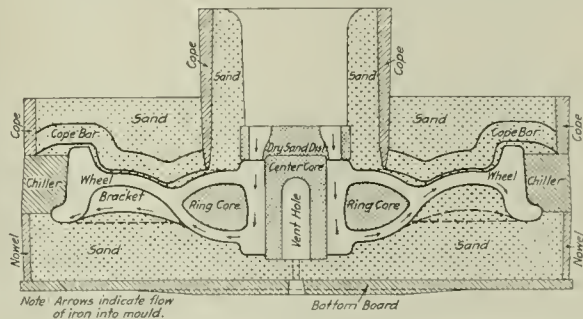 Cope
Sand
Sand
Cope
Cope
Sand
Sand
Cope
Cope Bar
Cope Bar
Dry Sand Dish
Center Core
Chiller
Wheel
Wheel
Chiller
Bracket
Ring Core
Ring Core
Vent Hole
Nowel
Sand
Sand
Nowel
Note: Arrows indicate flow
of iron into mould.
Bottom Board